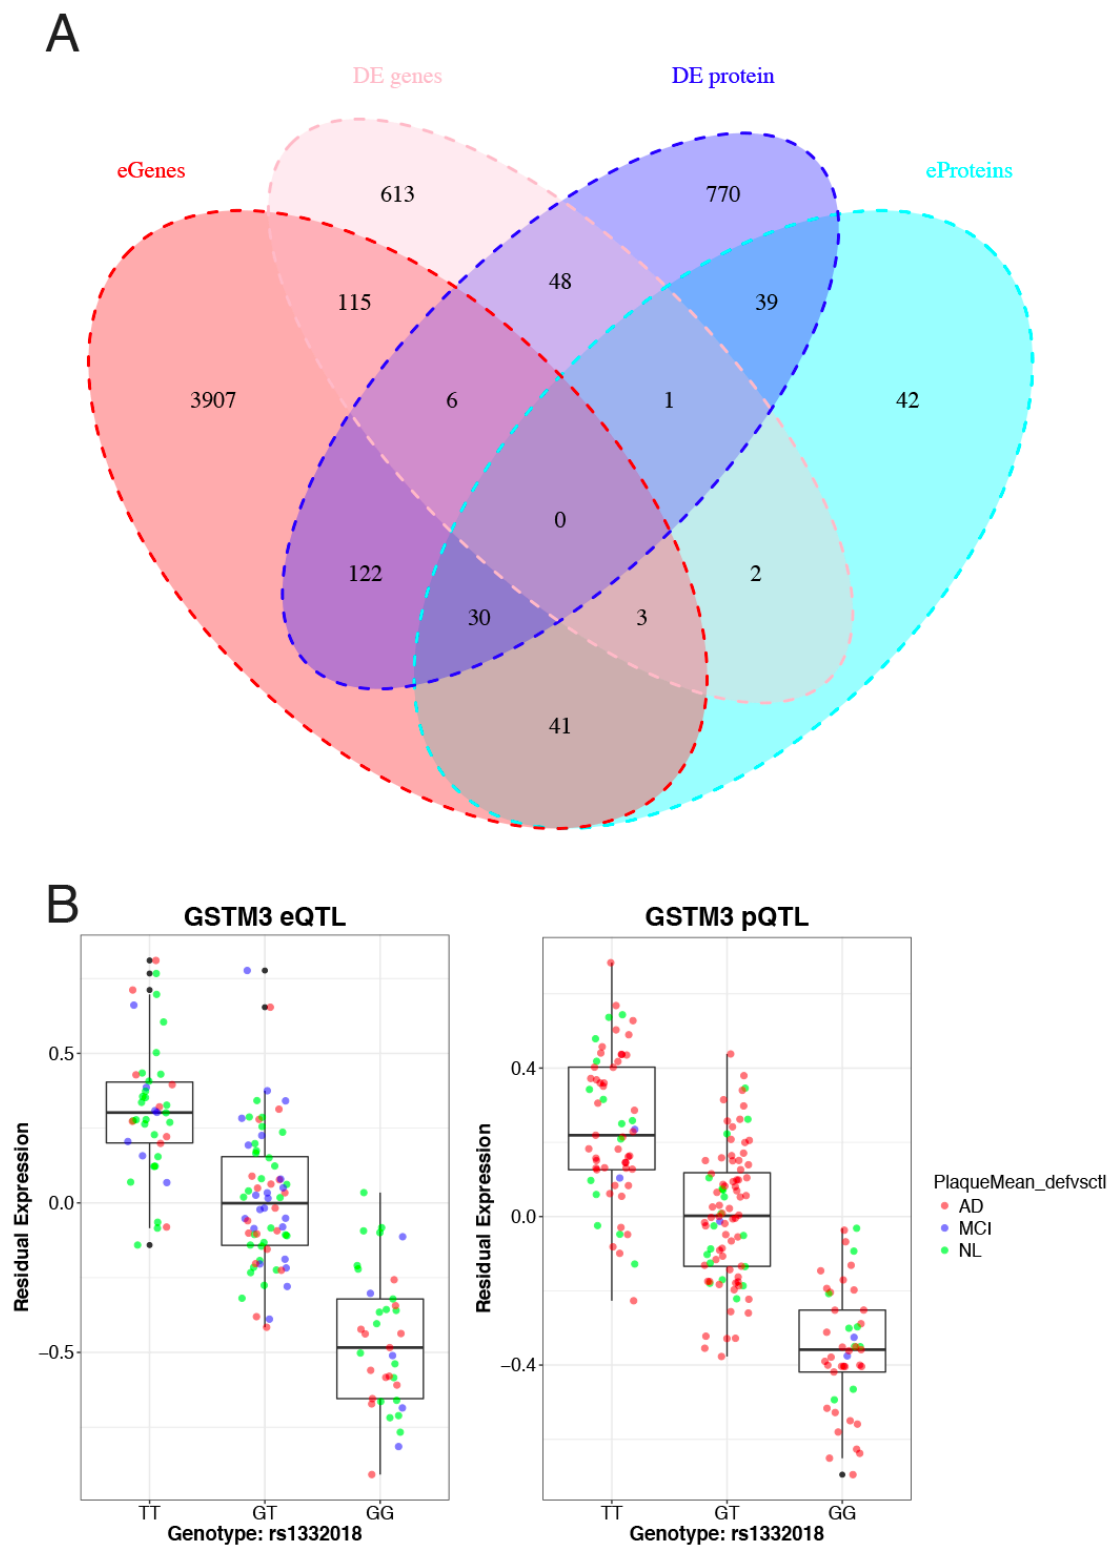 A
DE genes
DE protein
eGenes
eProteins
613
770
48
115
39
3907
6
1
42
0
122
2
30
3
41
B
GSTM3 eQTL
GSTM3 pQTL
Residual Expression
0.5
0.0
−0.5
TT
GT
GG
Genotype: rs1332018
Residual Expression
0.4
0.0
−0.4
TT
GT
GG
Genotype: rs1332018
PlaqueMean_defvsctl
AD
MCI
NL